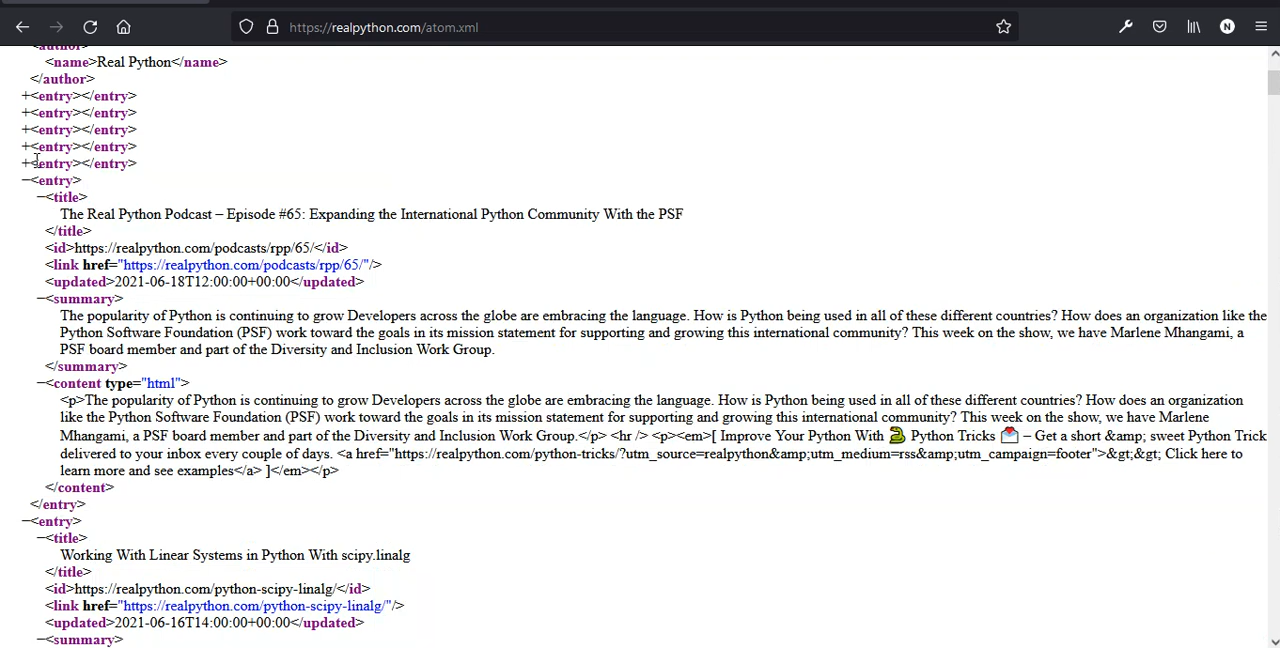 https://realpython.com/atom.xml
N
<author>
<name>Real Python</name>
</author>
+<entry></entry>
+<entry></entry>
+<entry></entry>
+<entry></entry>
+<entry></entry>
−<entry>
−<title>
The Real Python Podcast – Episode #65: Expanding the International Python Community With the PSF
</title>
<id>https://realpython.com/podcasts/rpp/65/</id>
<link href="https://realpython.com/podcasts/rpp/65/"/>
<updated>2021-06-18T12:00:00+00:00</updated>
−<summary>
The popularity of Python is continuing to grow Developers across the globe are embracing the language. How is Python being used in all of these different countries? How does an organization like the
Python Software Foundation (PSF) work toward the goals in its mission statement for supporting and growing this international community? This week on the show, we have Marlene Mhangami, a
PSF board member and part of the Diversity and Inclusion Work Group.
</summary>
−<content type="html">
<p>The popularity of Python is continuing to grow Developers across the globe are embracing the language. How is Python being used in all of these different countries? How does an organization
like the Python Software Foundation (PSF) work toward the goals in its mission statement for supporting and growing this international community? This week on the show, we have Marlene
Mhangami, a PSF board member and part of the Diversity and Inclusion Work Group.</p> <hr /> <p><em>[ Improve Your Python With 🐍 Python Tricks 💌 – Get a short &amp; sweet Python Trick
delivered to your inbox every couple of days. <a href="https://realpython.com/python-tricks/?utm_source=realpython&amp;utm_medium=rss&amp;utm_campaign=footer">&gt;&gt; Click here to
learn more and see examples</a> ]</em></p>
</content>
</entry>
−<entry>
−<title>
Working With Linear Systems in Python With scipy.linalg
</title>
<id>https://realpython.com/python-scipy-linalg/</id>
<link href="https://realpython.com/python-scipy-linalg/"/>
<updated>2021-06-16T14:00:00+00:00</updated>
−<summary>